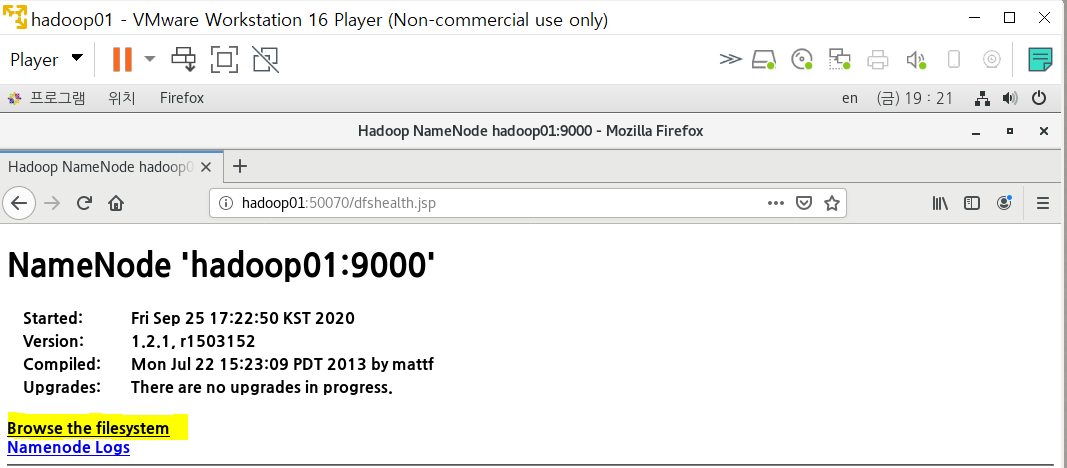 hadoop01 - VMware Workstation 16 Player (Non-commercial use only)
Player
프로그램 위치 Firefox en (금) 19 : 21
Hadoop NameNode hadoop01:9000 - Mozilla Firefox
Hadoop NameNode hadoop0
hadoop01:50070/dfshealth.jsp
NameNode 'hadoop01:9000'
Started: Fri Sep 25 17:22:50 KST 2020
Version: 1.2.1, r1503152
Compiled: Mon Jul 22 15:23:09 PDT 2013 by mattf
Upgrades: There are no upgrades in progress.
Browse the filesystem
Namenode Logs